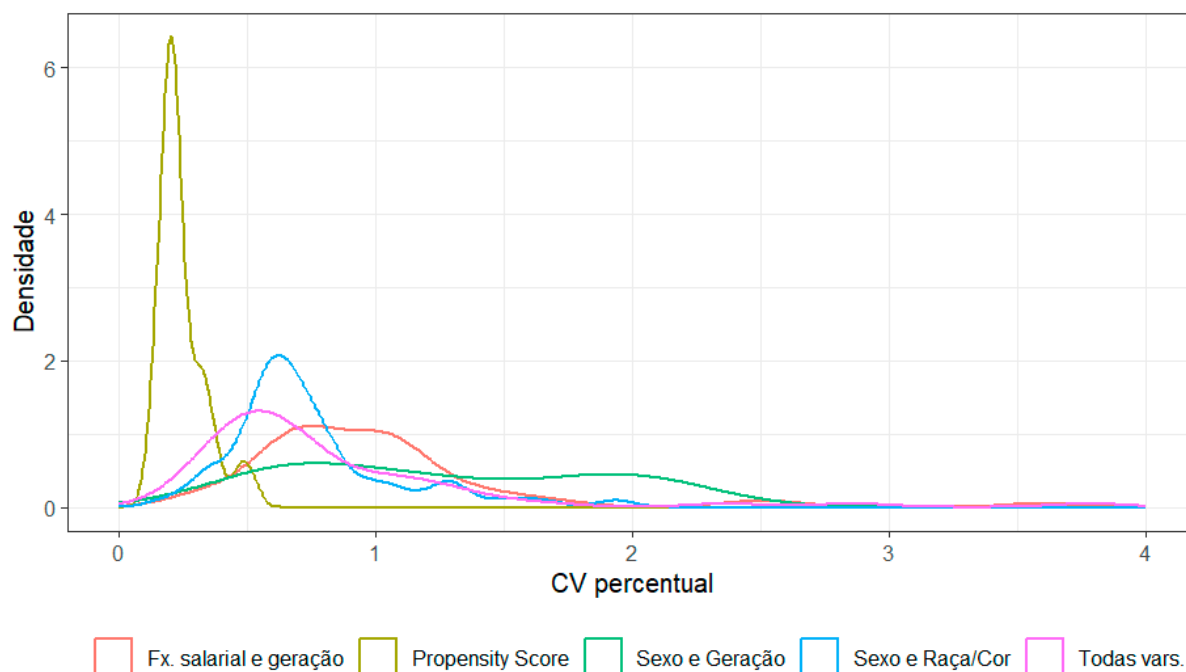 6
4
2
0
Densidade
0 1 2 3 4
CV percentual
Fx. salarial e geração Propensity Score Sexo e Geração Sexo e Raça/Cor Todas vars.